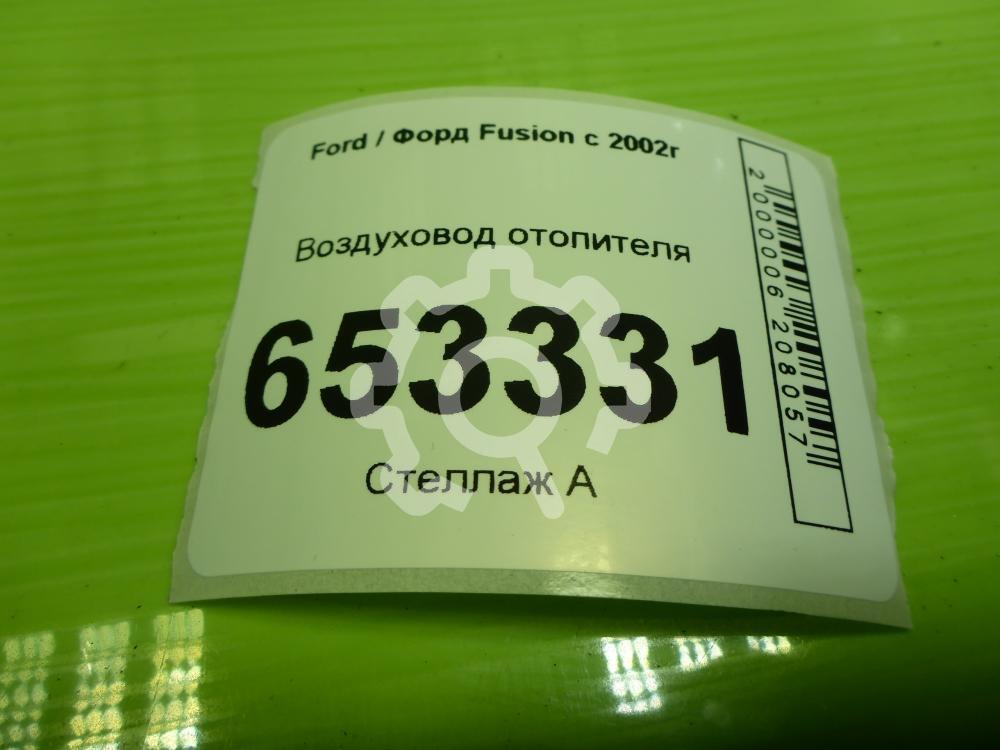 Ford / Форд Fusion с 2002г
Воздуховод отопителя
653331
Стеллаж А
2000006208057